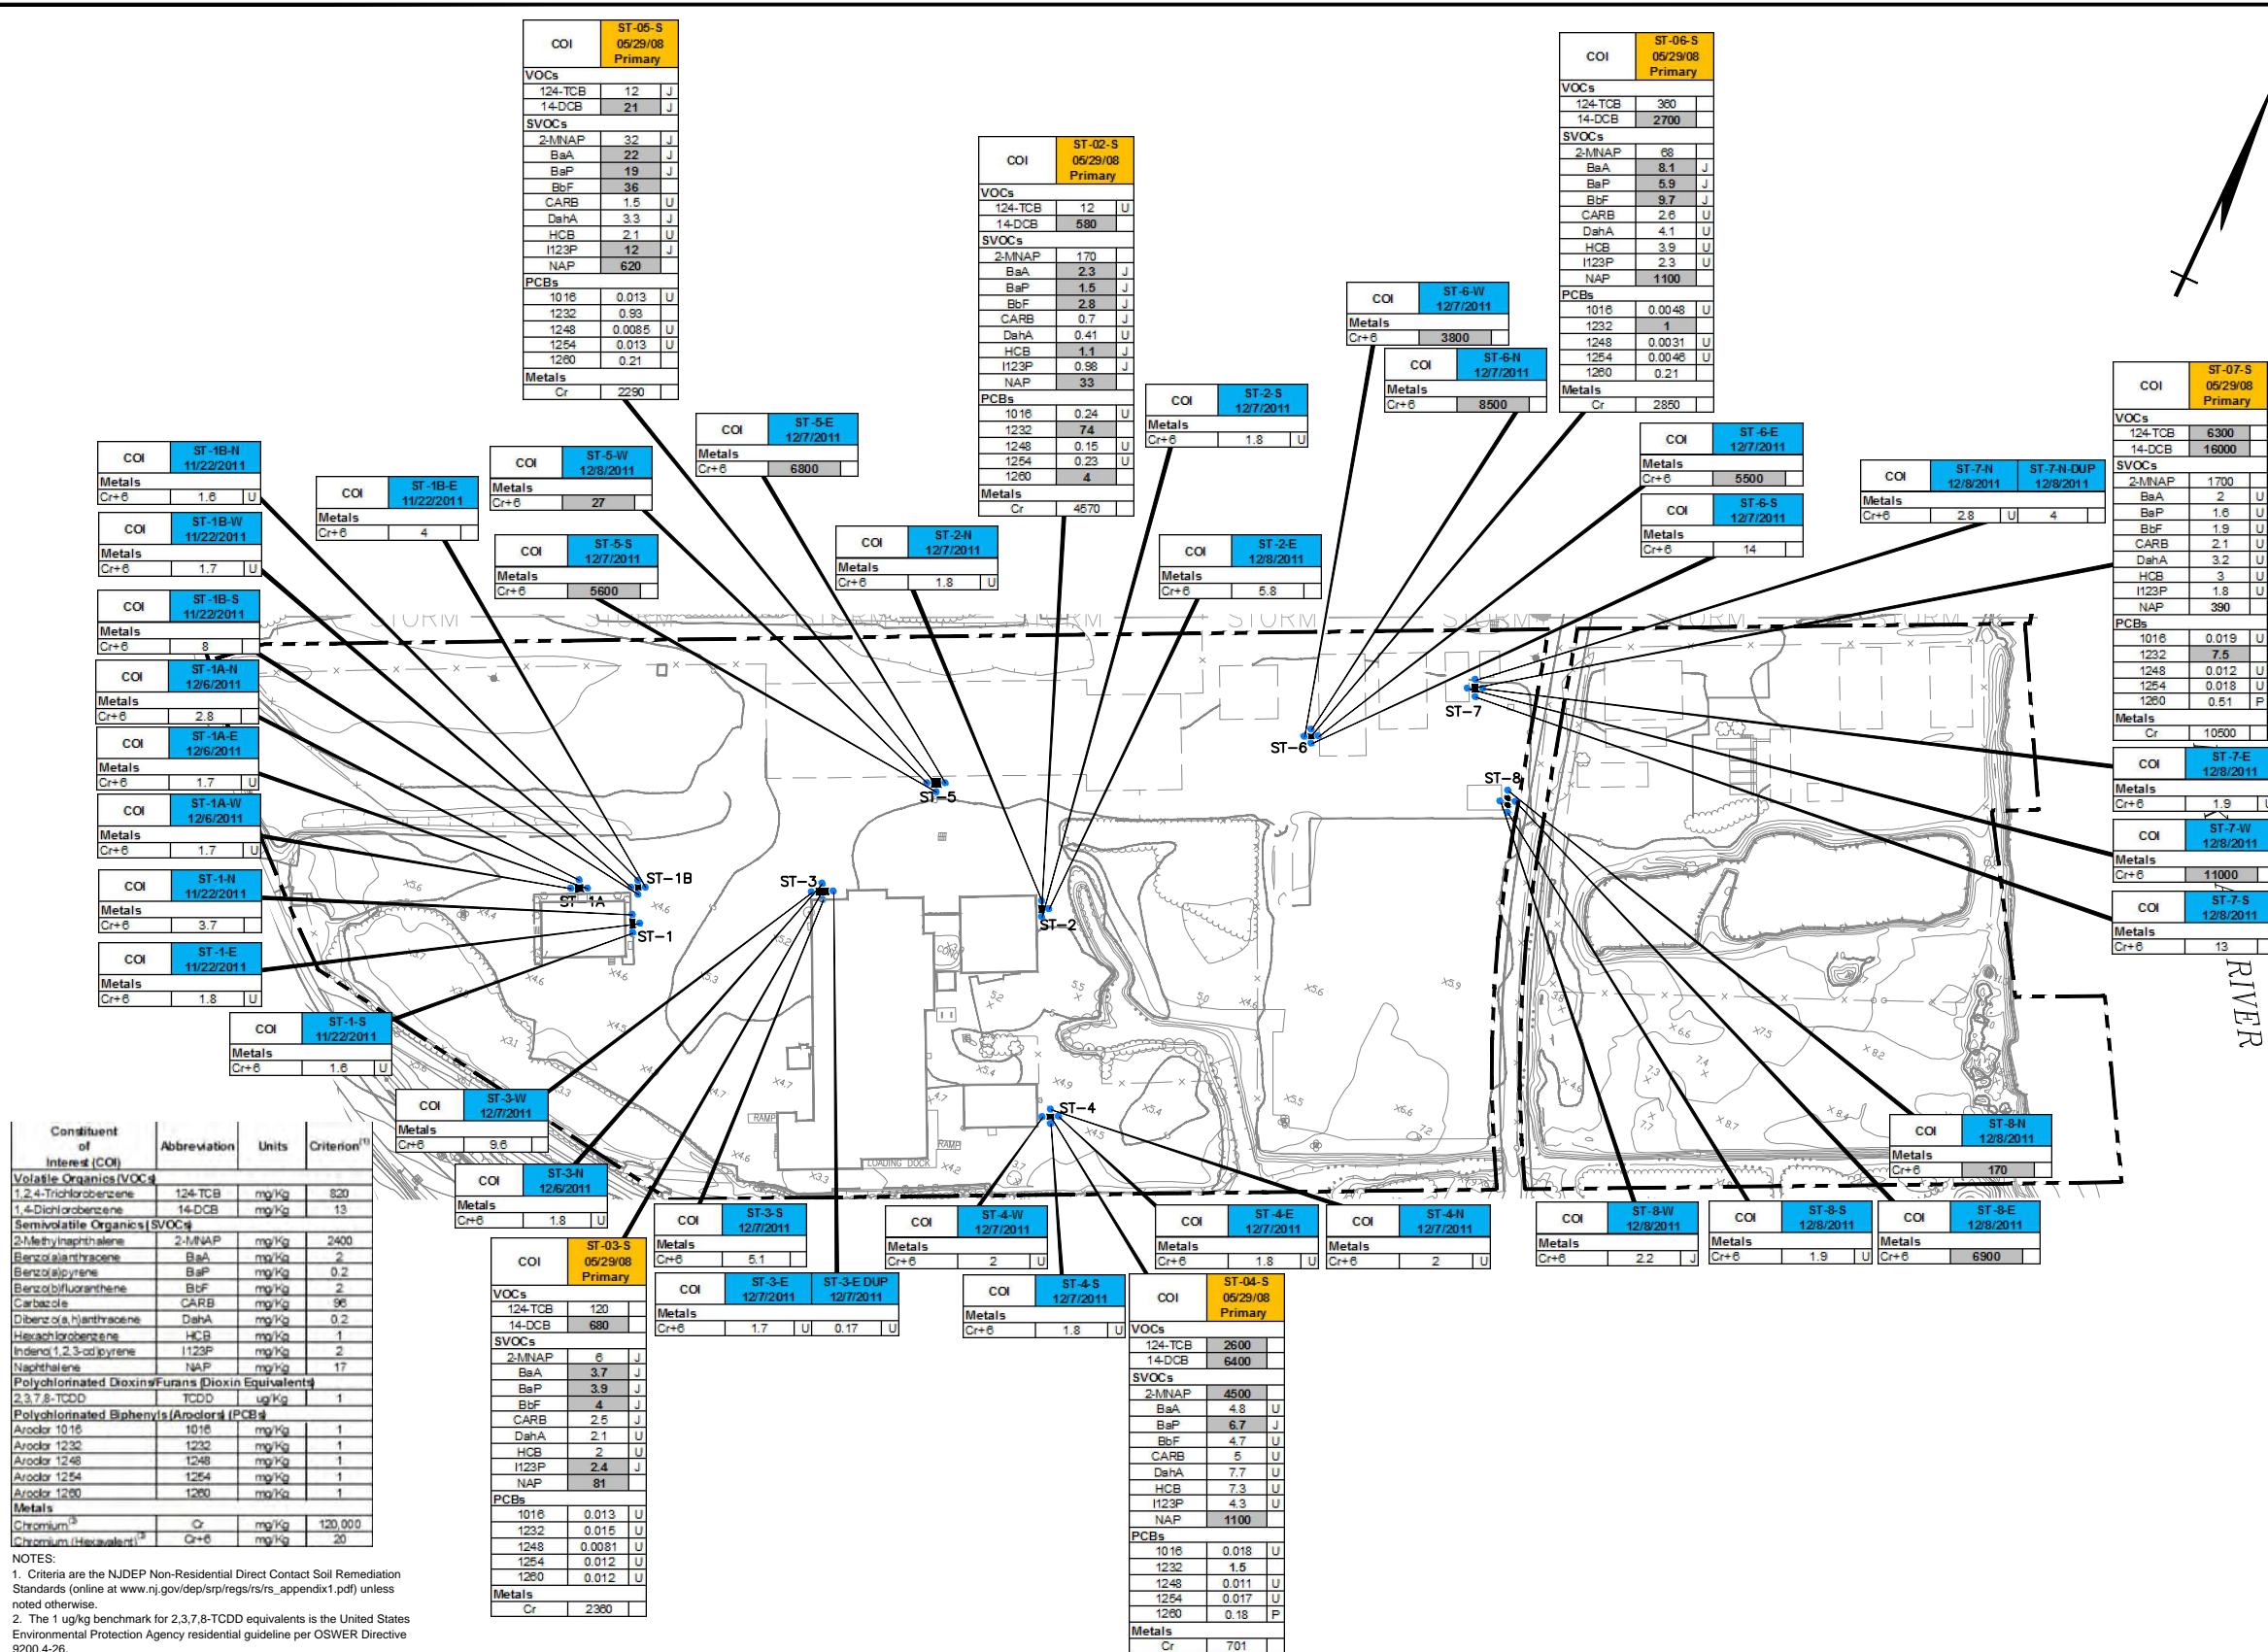 COI ST-05-S 05/29/08 Primary
VOCs
124-TCB 12 J
14-DCB 21 J
SVOCs
2-MNAP 32 J
BaA 22 J
BaP 19 J
BbF 36
CARB 1.5 U
DahA 3.3 J
HCB 2.1 U
I123P 12 J
NAP 620
PCBs
1016 0.013 U
1232 0.93
1248 0.0085 U
1254 0.013 U
1260 0.21
Metals
Cr 2290
COI ST-02-S 05/29/08 Primary
VOCs
124-TCB 12 U
14-DCB 580
SVOCs
2-MNAP 170
BaA 2.3 J
BaP 1.5 J
BbF 2.8 J
CARB 0.7 J
DahA 0.41 U
HCB 1.1 J
I123P 0.98 J
NAP 33
PCBs
1016 0.24 U
1232 74
1248 0.15 U
1254 0.23 U
1260 4
Metals
Cr 4570
COI ST-06-S 05/29/08 Primary
VOCs
124-TCB 360
14-DCB 2700
SVOCs
2-MNAP 68
BaA 8.1 J
BaP 5.9 J
BbF 9.7 J
CARB 2.6 U
DahA 4.1 U
HCB 3.9 U
I123P 2.3 U
NAP 1100
PCBs
1016 0.0048 U
1232 1
1248 0.0031 U
1254 0.0046 U
1260 0.21
Metals
Cr 2850
COI ST-07-S 05/29/08 Primary
VOCs
124-TCB 6300
14-DCB 16000
SVOCs
2-MNAP 1700
BaA 2 U
BaP 1.6 U
BbF 1.9 U
CARB 2.1 U
DahA 3.2 U
HCB 3 U
I123P 1.8 U
NAP 390
PCBs
1016 0.019 U
1232 7.5
1248 0.012 U
1254 0.018 U
1260 0.51 P
Metals
Cr 10500
COI ST-6-W 12/7/2011
Metals
Cr+6 3800
COI ST-6-N 12/7/2011
Metals
Cr+6 8500
COI ST-6-E 12/7/2011
Metals
Cr+6 5500
COI ST-6-S 12/7/2011
Metals
Cr+6 14
COI ST-7-N 12/8/2011 ST-7-N-DUP 12/8/2011
Metals
Cr+6 2.8 U 4
COI ST-2-S 12/7/2011
Metals
Cr+6 1.8 U
COI ST-5-E 12/7/2011
Metals
Cr+6 6800
COI ST-5-W 12/8/2011
Metals
Cr+6 27
COI ST-5-S 12/7/2011
Metals
Cr+6 5600
COI ST-2-N 12/7/2011
Metals
Cr+6 1.8 U
COI ST-2-E 12/8/2011
Metals
Cr+6 5.8
COI ST-1B-N 11/22/2011
Metals
Cr+6 1.6 U
COI ST-1B-E 11/22/2011
Metals
Cr+6 4
COI ST-1B-W 11/22/2011
Metals
Cr+6 1.7 U
COI ST-1B-S 11/22/2011
Metals
Cr+6 8
COI ST-1A-N 12/6/2011
Metals
Cr+6 2.8
COI ST-1A-E 12/6/2011
Metals
Cr+6 1.7 U
COI ST-1A-W 12/6/2011
Metals
Cr+6 1.7 U
COI ST-1-N 11/22/2011
Metals
Cr+6 3.7
COI ST-1-E 11/22/2011
Metals
Cr+6 1.8 U
COI ST-1-S 11/22/2011
Metals
Cr+6 1.6 U
STORM STORM STORM STORM STORM STORM STORM
ST-7
ST-6
ST-8
ST-5
ST-1B
ST-1A
ST-1
ST-3
ST-2
ST-4
CONC
RAMP
RAMP
LOADING DOCK
RIVER
COI ST-7-E 12/8/2011
Metals
Cr+6 1.9 U
COI ST-7-W 12/8/2011
Metals
Cr+6 11000
COI ST-7-S 12/8/2011
Metals
Cr+6 13
COI ST-3-W 12/7/2011
Metals
Cr+6 9.6
COI ST-3-N 12/6/2011
Metals
Cr+6 1.8 U
COI ST-3-S 12/7/2011
Metals
Cr+6 5.1
COI ST-3-E 12/7/2011 ST-3-E DUP 12/7/2011
Metals
Cr+6 1.7 U 0.17 U
COI ST-4-W 12/7/2011
Metals
Cr+6 2 U
COI ST-4-S 12/7/2011
Metals
Cr+6 1.8 U
COI ST-4-E 12/7/2011
Metals
Cr+6 1.8 U
COI ST-4-N 12/7/2011
Metals
Cr+6 2 U
COI ST-8-N 12/8/2011
Metals
Cr+6 170
COI ST-8-W 12/8/2011
Metals
Cr+6 2.2 J
COI ST-8-S 12/8/2011
Metals
Cr+6 1.9 U
COI ST-8-E 12/8/2011
Metals
Cr+6 6900
COI ST-03-S 05/29/08 Primary
VOCs
124-TCB 120
14-DCB 680
SVOCs
2-MNAP 6 J
BaA 3.7 J
BaP 3.9 J
BbF 4 J
CARB 2.5 J
DahA 2.1 U
HCB 2 U
I123P 2.4 J
NAP 81
PCBs
1016 0.013 U
1232 0.015 U
1248 0.0081 U
1254 0.012 U
1260 0.012 U
Metals
Cr 2360
COI ST-04-S 05/29/08 Primary
VOCs
124-TCB 2600
14-DCB 6400
SVOCs
2-MNAP 4500
BaA 4.8 U
BaP 6.7 J
BbF 4.7 U
CARB 5 U
DahA 7.7 U
HCB 7.3 U
I123P 4.3 U
NAP 1100
PCBs
1016 0.018 U
1232 1.5
1248 0.011 U
1254 0.017 U
1260 0.18 P
Metals
Cr 701
Constituent of Interest (COI) Abbreviation Units Criterion(1)
Volatile Organics (VOCs)
1,2,4-Trichlorobenzene 124-TCB mg/Kg 820
1,4-Dichlorobenzene 14-DCB mg/Kg 13
Semivolatile Organics (SVOCs)
2-Methylnaphthalene 2-MNAP mg/Kg 2400
Benzo(a)anthracene BaA mg/Kg 2
Benzo(a)pyrene BaP mg/Kg 0.2
Benzo(b)fluoranthene BbF mg/Kg 2
Carbazole CARB mg/Kg 96
Dibenzo(a,h)anthracene DahA mg/Kg 0.2
Hexachlorobenzene HCB mg/Kg 1
Indeno(1,2,3-cd)pyrene I123P mg/Kg 2
Naphthalene NAP mg/Kg 17
Polychlorinated Dioxins/Furans (Dioxin Equivalents)
2,3,7,8-TCDD TCDD ug/Kg 1
Polychlorinated Biphenyls (Aroclors) (PCBs)
Aroclor 1016 1016 mg/Kg 1
Aroclor 1232 1232 mg/Kg 1
Aroclor 1248 1248 mg/Kg 1
Aroclor 1254 1254 mg/Kg 1
Aroclor 1260 1260 mg/Kg 1
Metals
Chromium Cr mg/Kg 120,000
Chromium (Hexavalent) Cr+6 mg/Kg 20
NOTES:
1. Criteria are the NJDEP Non-Residential Direct Contact Soil Remediation
Standards (online at www.nj.gov/dep/srp/regs/rs/rs_appendix1.pdf) unless
noted otherwise.
2. The 1 ug/kg benchmark for 2,3,7,8-TCDD equivalents is the United States
Environmental Protection Agency residential guideline per OSWER Directive
9200.4-26.